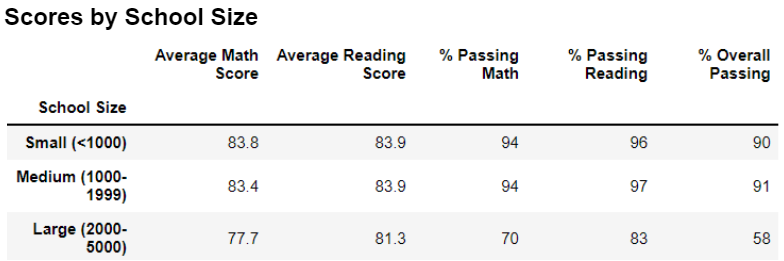 Scores by School Size
Average Math Score Average Reading Score % Passing Math % Passing Reading % Overall Passing
School Size
Small (<1000) 83.8 83.9 94 96 90
Medium (1000-1999) 83.4 83.9 94 97 91
Large (2000-5000) 77.7 81.3 70 83 58